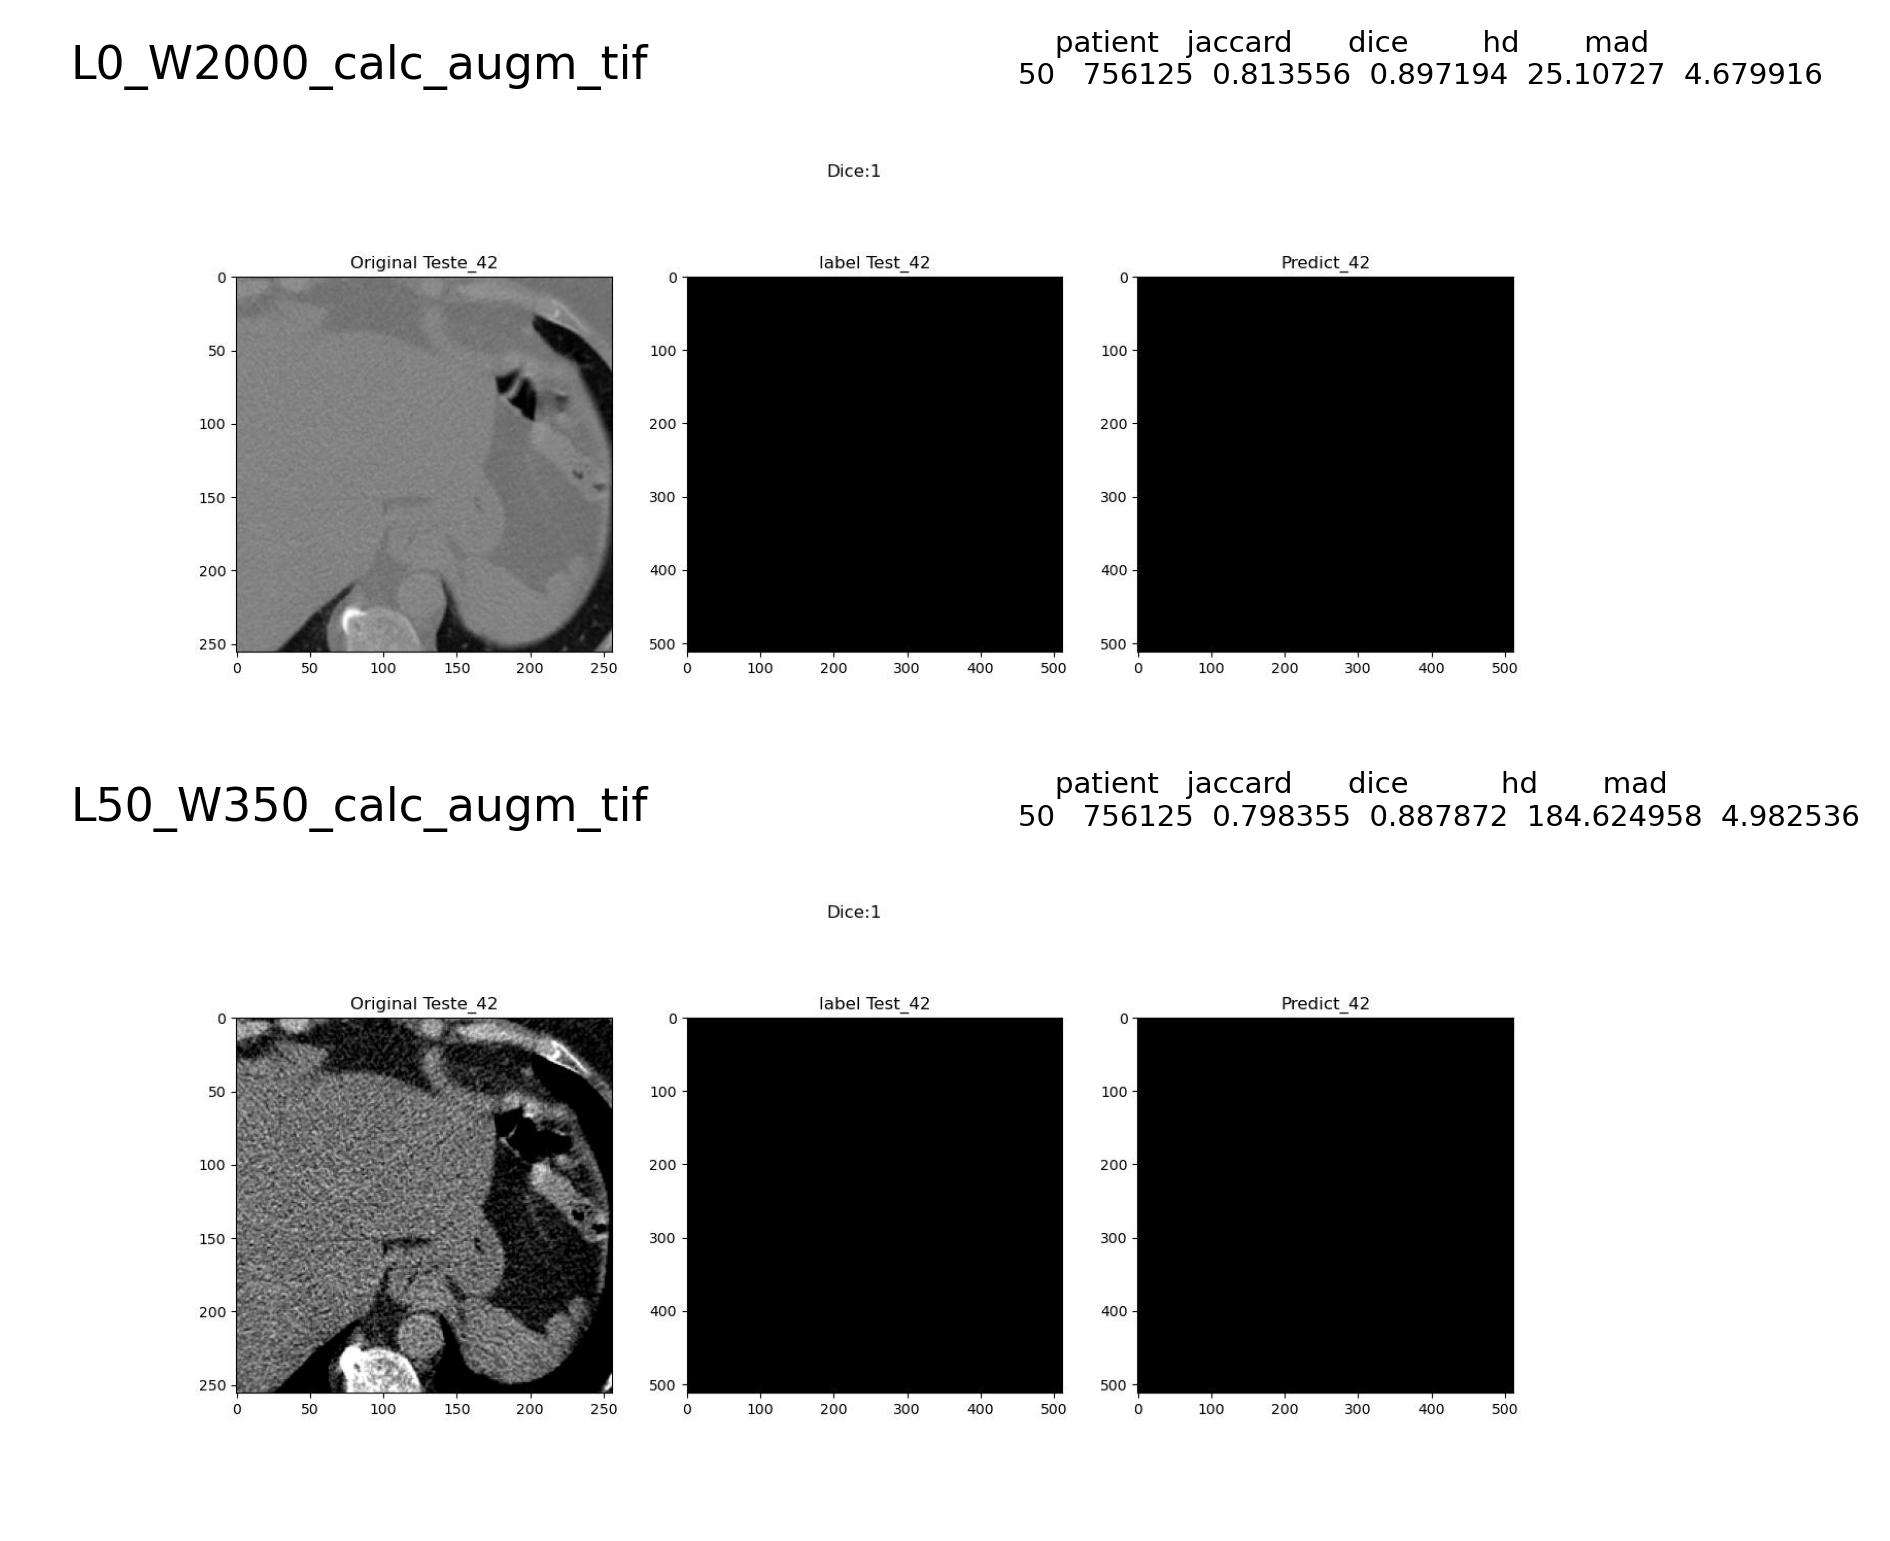 L0_W2000_calc_augm_tif
patient jaccard dice hd mad
50 756125 0.813556 0.897194 25.10727 4.679916
Dice:1
Original Teste_42
label Test_42
Predict_42
0
50
100
150
200
250
0 50 100 150 200 250
0
100
200
300
400
500
0 100 200 300 400 500
0
100
200
300
400
500
0 100 200 300 400 500
L50_W350_calc_augm_tif
patient jaccard dice hd mad
50 756125 0.798355 0.887872 184.624958 4.982536
Dice:1
Original Teste_42
label Test_42
Predict_42
0
50
100
150
200
250
0 50 100 150 200 250
0
100
200
300
400
500
0 100 200 300 400 500
0
100
200
300
400
500
0 100 200 300 400 500